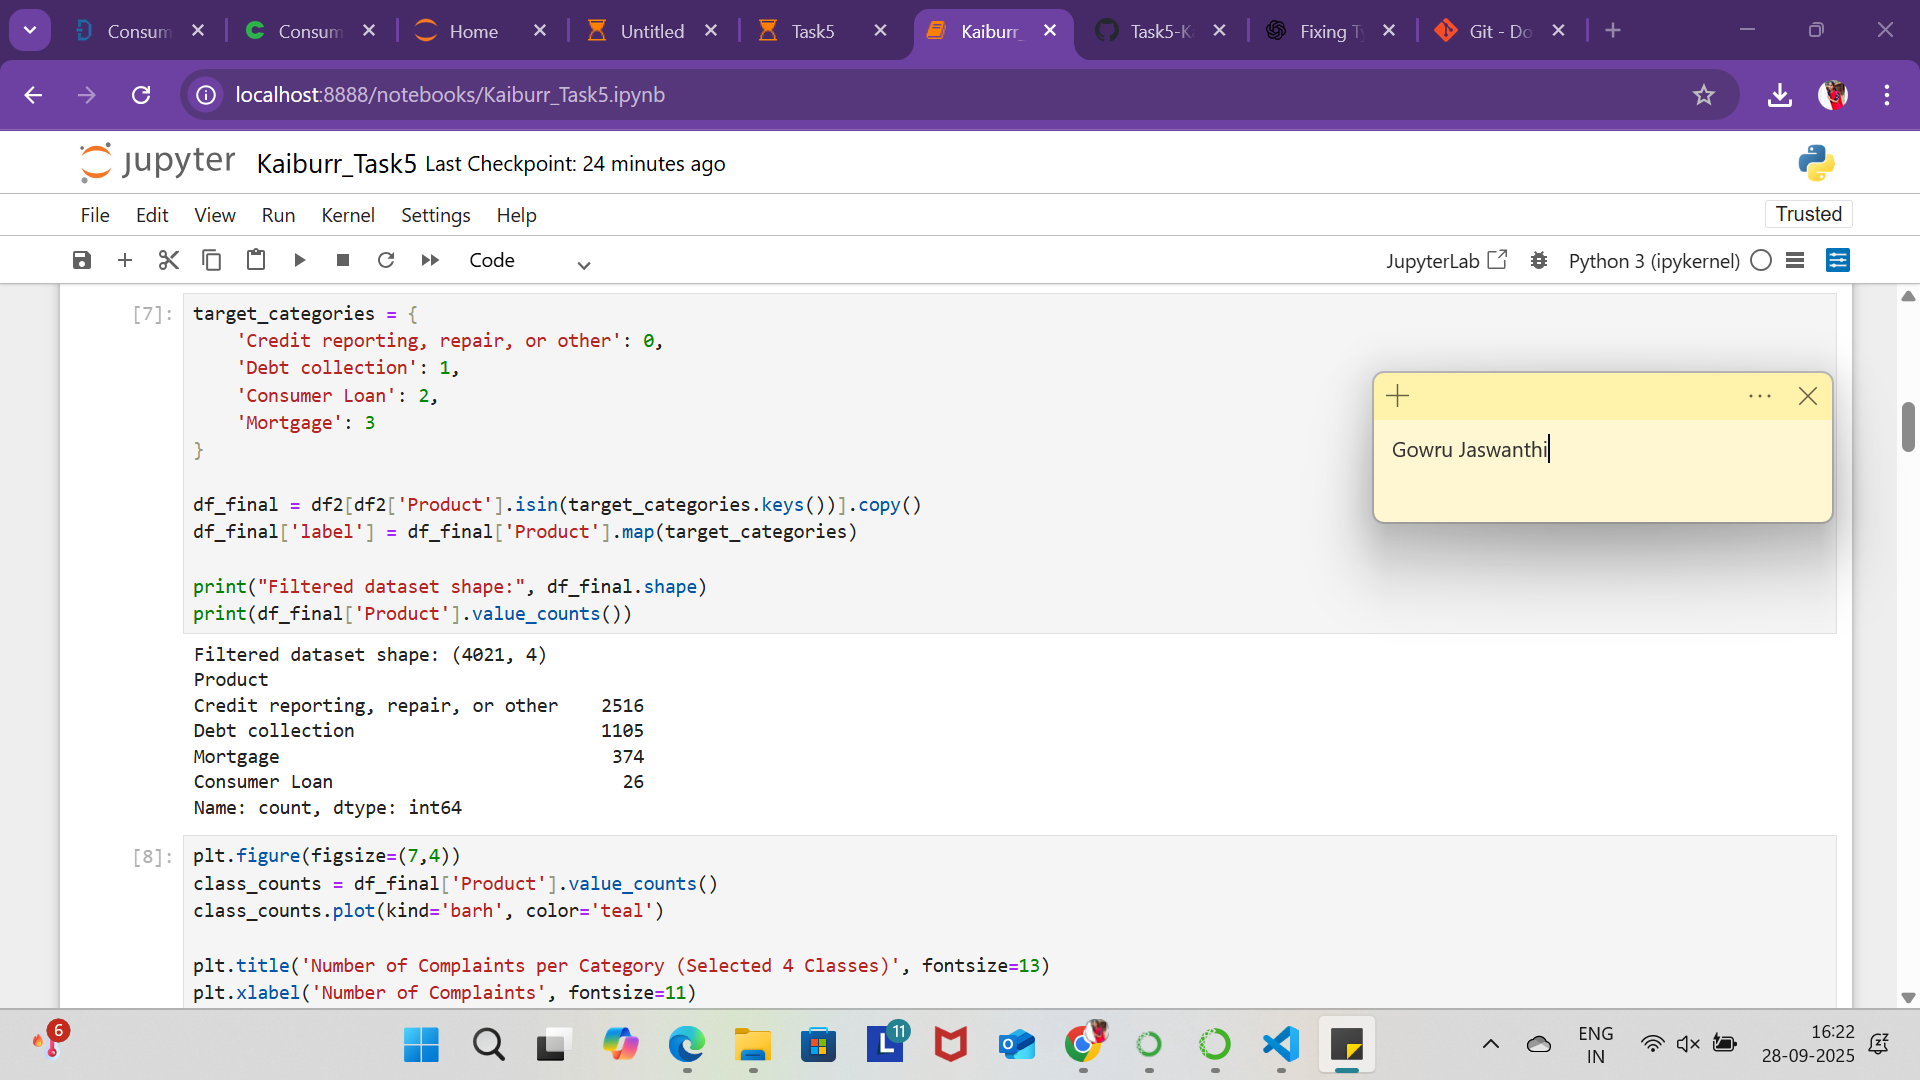 Consum
Consum
Home
Untitled
Task5
Kaiburr_
Task5-Ka
Fixing Ty
Git - Do
localhost:8888/notebooks/Kaiburr_Task5.ipynb
jupyter Kaiburr_Task5 Last Checkpoint: 24 minutes ago
File Edit View Run Kernel Settings Help Trusted
Code JupyterLab Python 3 (ipykernel)
[7]: target_categories = {
'Credit reporting, repair, or other': 0,
'Debt collection': 1,
'Consumer Loan': 2,
'Mortgage': 3
}
df_final = df2[df2['Product'].isin(target_categories.keys())].copy()
df_final['label'] = df_final['Product'].map(target_categories)
print("Filtered dataset shape:", df_final.shape)
print(df_final['Product'].value_counts())
Gowru Jaswanthi
Filtered dataset shape: (4021, 4)
Product
Credit reporting, repair, or other 2516
Debt collection 1105
Mortgage 374
Consumer Loan 26
Name: count, dtype: int64
[8]: plt.figure(figsize=(7,4))
class_counts = df_final['Product'].value_counts()
class_counts.plot(kind='barh', color='teal')
plt.title('Number of Complaints per Category (Selected 4 Classes)', fontsize=13)
plt.xlabel('Number of Complaints', fontsize=11)
6
L 11
ENG
IN
16:22
28-09-2025